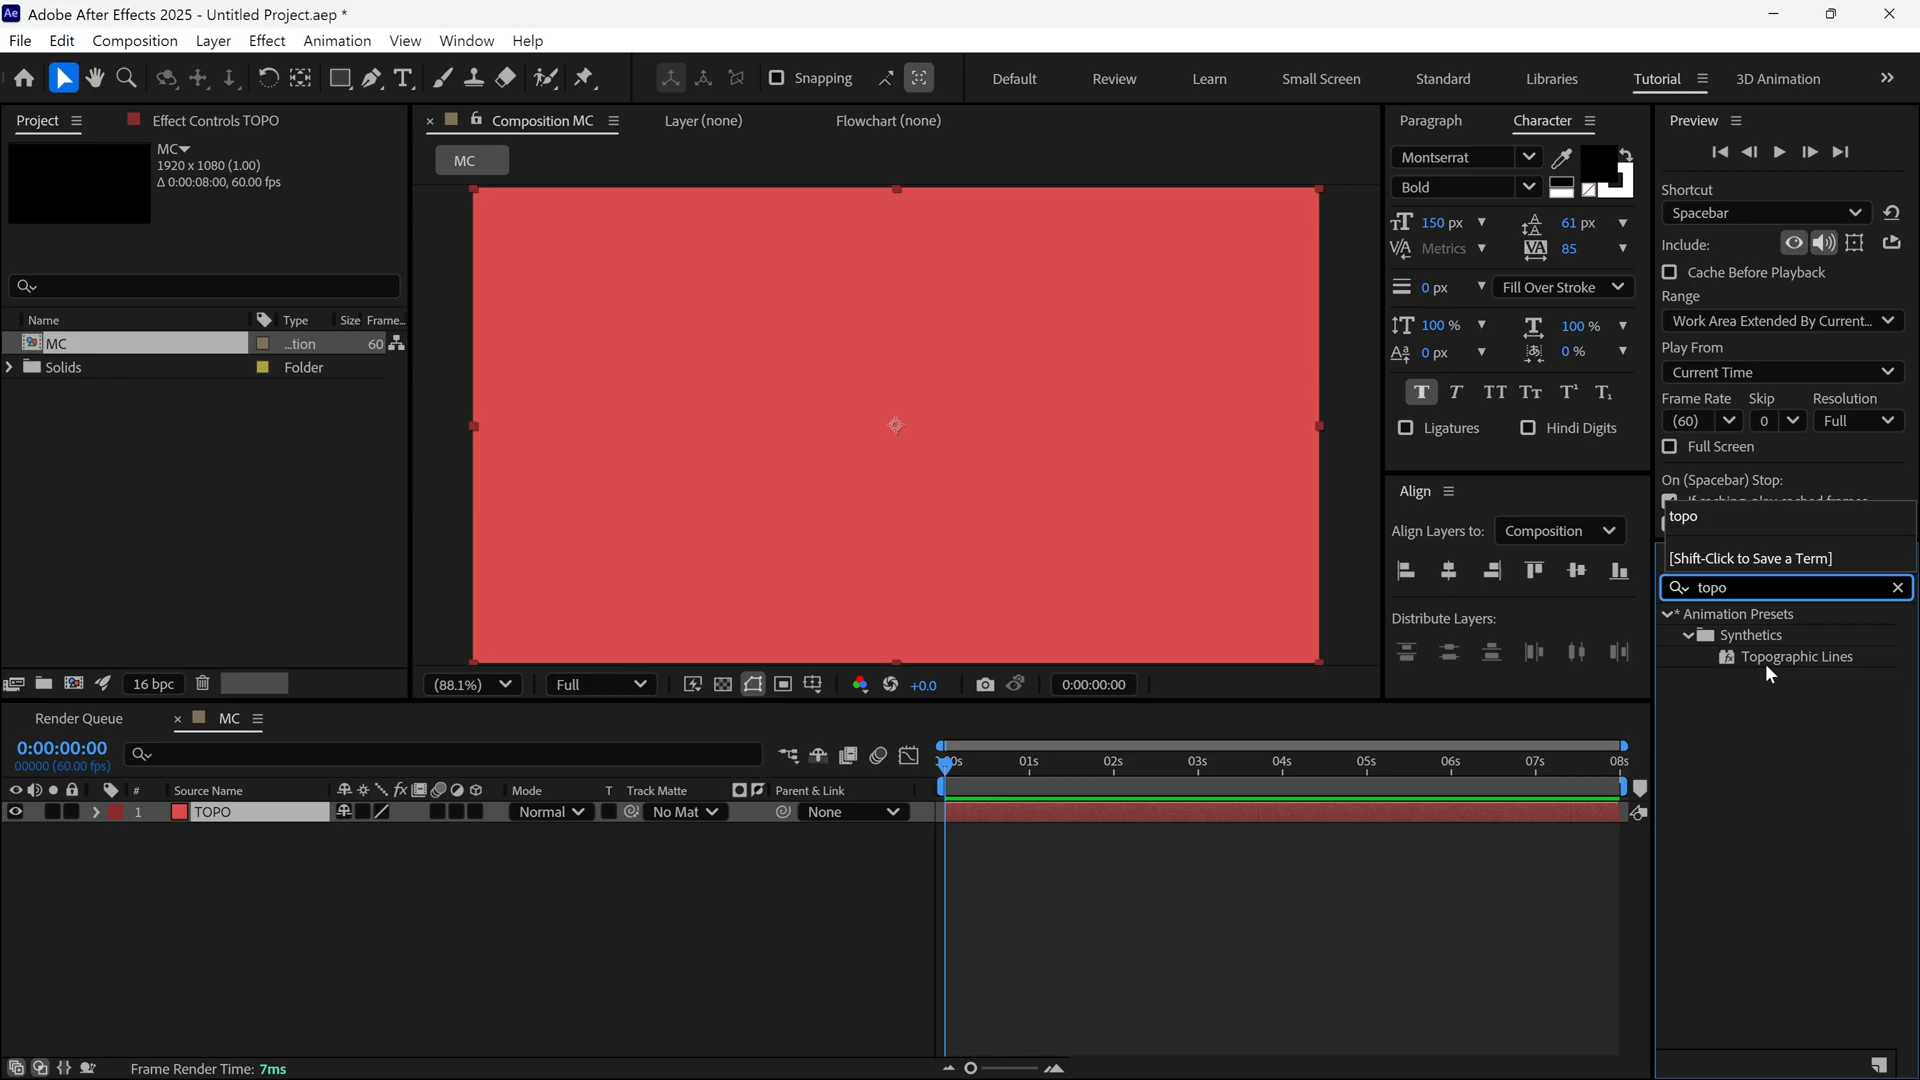 Ae Adobe After Effects 2025 - Untitled Project.aep *
File Edit Composition Layer Effect Animation View Window Help
Snapping Default Review Learn Small Screen Standard Libraries Tutorial 3D Animation
Project Effect Controls TOPO
MC
1920 x 1080 (1.00)
Δ 0:00:08:00, 60.00 fps
Name Type Size Frame...
MC ...tion 60
Solids Folder
16 bpc
Composition MC Layer (none) Flowchart (none)
MC
(88.1%) Full +0.0 0:00:00:00
Paragraph Character
Montserrat
Bold
150 px 61 px
Metrics 85
0 px Fill Over Stroke
100 % 100 %
0 px 0 %
T T TT Tt T¹ T₁
Ligatures Hindi Digits
Align
Align Layers to: Composition
Distribute Layers:
Preview
Shortcut
Spacebar
Include:
Cache Before Playback
Range
Work Area Extended By Current...
Play From
Current Time
Frame Rate Skip Resolution
(60) 0 Full
Full Screen
On (Spacebar) Stop:
topo
[Shift-Click to Save a Term]
topo
* Animation Presets
Synthetics
Topographic Lines
Render Queue MC
0:00:00:00
00000 (60.00 fps)
01s 02s 03s 04s 05s 06s 07s 08s
# Source Name Mode T Track Matte Parent & Link
1 TOPO Normal No Mat None
Frame Render Time: 7ms